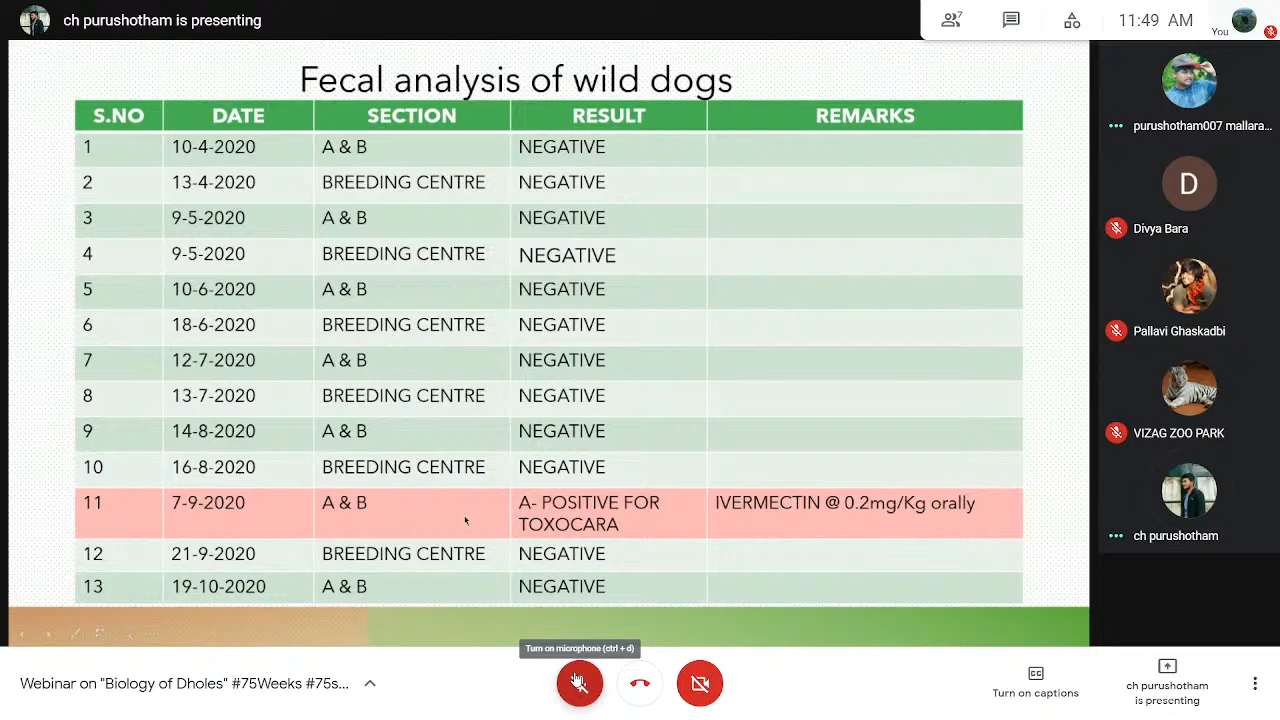 ch purushotham is presenting
7
11:49 AM
You
Fecal analysis of wild dogs
S.NO DATE SECTION RESULT REMARKS
1 10-4-2020 A & B NEGATIVE
2 13-4-2020 BREEDING CENTRE NEGATIVE
3 9-5-2020 A & B NEGATIVE
4 9-5-2020 BREEDING CENTRE NEGATIVE
5 10-6-2020 A & B NEGATIVE
6 18-6-2020 BREEDING CENTRE NEGATIVE
7 12-7-2020 A & B NEGATIVE
8 13-7-2020 BREEDING CENTRE NEGATIVE
9 14-8-2020 A & B NEGATIVE
10 16-8-2020 BREEDING CENTRE NEGATIVE
11 7-9-2020 A & B A- POSITIVE FOR IVERMECTIN @ 0.2mg/Kg orally
TOXOCARA
12 21-9-2020 BREEDING CENTRE NEGATIVE
13 19-10-2020 A & B NEGATIVE
purushotham007 mallara...
D
Divya Bara
Pallavi Ghaskadbi
VIZAG ZOO PARK
ch purushotham
Turn on microphone (ctrl + d)
Webinar on "Biology of Dholes" #75Weeks #75s...
CC
Turn on captions
ch purushotham
is presenting